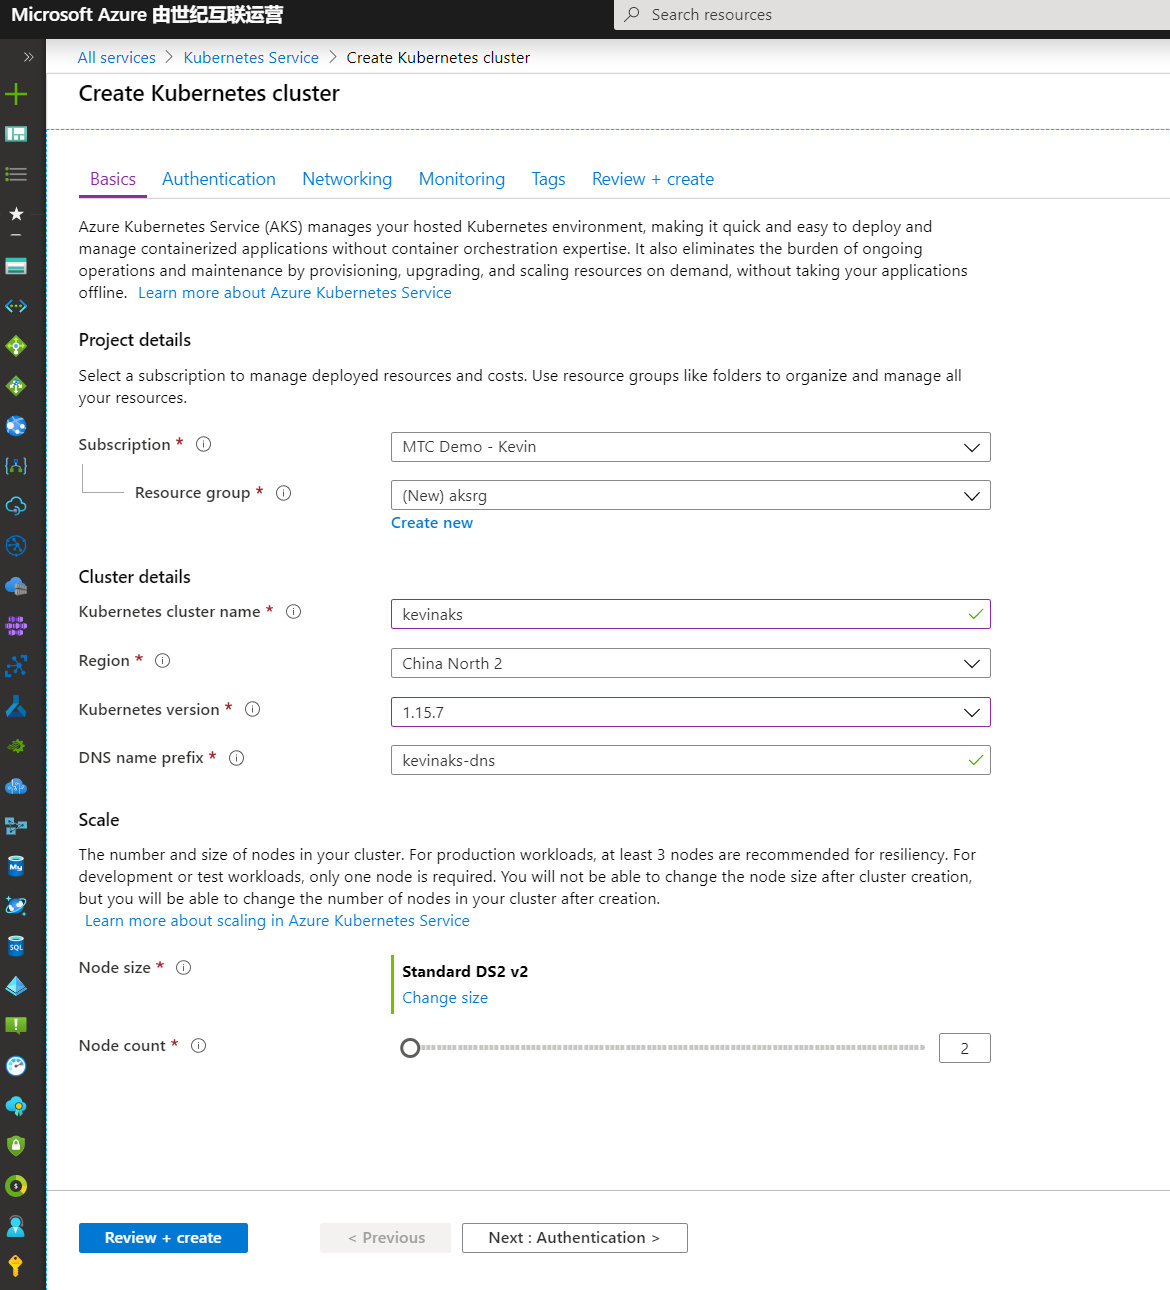 Microsoft Azure 由世纪互联运营
Search resources
All services > Kubernetes Service > Create Kubernetes cluster
Create Kubernetes cluster
Basics Authentication Networking Monitoring Tags Review + create
Azure Kubernetes Service (AKS) manages your hosted Kubernetes environment, making it quick and easy to deploy and
manage containerized applications without container orchestration expertise. It also eliminates the burden of ongoing
operations and maintenance by provisioning, upgrading, and scaling resources on demand, without taking your applications
offline. Learn more about Azure Kubernetes Service
Project details
Select a subscription to manage deployed resources and costs. Use resource groups like folders to organize and manage all
your resources.
Subscription *
MTC Demo - Kevin
Resource group *
(New) aksrg
Create new
Cluster details
Kubernetes cluster name *
kevinaks
Region *
China North 2
Kubernetes version *
1.15.7
DNS name prefix *
kevinaks-dns
Scale
The number and size of nodes in your cluster. For production workloads, at least 3 nodes are recommended for resiliency. For
development or test workloads, only one node is required. You will not be able to change the node size after cluster creation,
but you will be able to change the number of nodes in your cluster after creation.
Learn more about scaling in Azure Kubernetes Service
Node size *
Standard DS2 v2
Change size
Node count *
2
Review + create
< Previous
Next : Authentication >
My
SQL